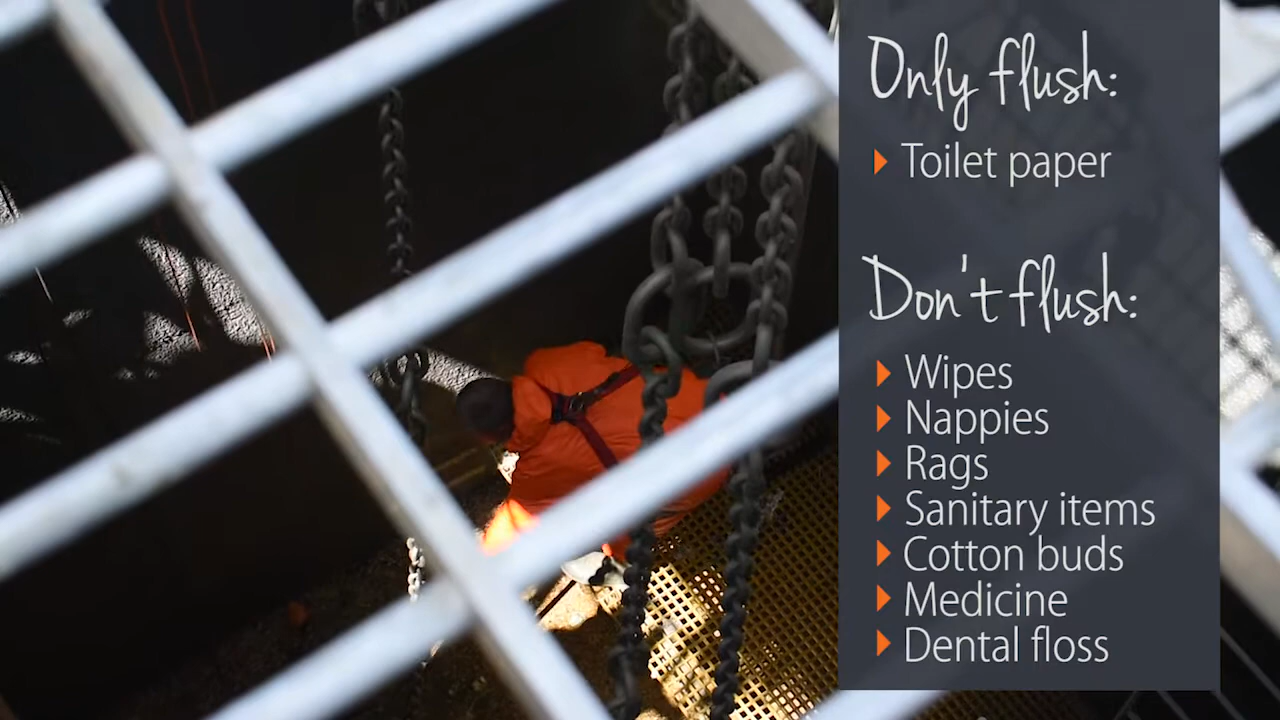 Only flush:
Toilet paper
Don't flush:
Wipes
Nappies
Rags
Sanitary items
Cotton buds
Medicine
Dental floss